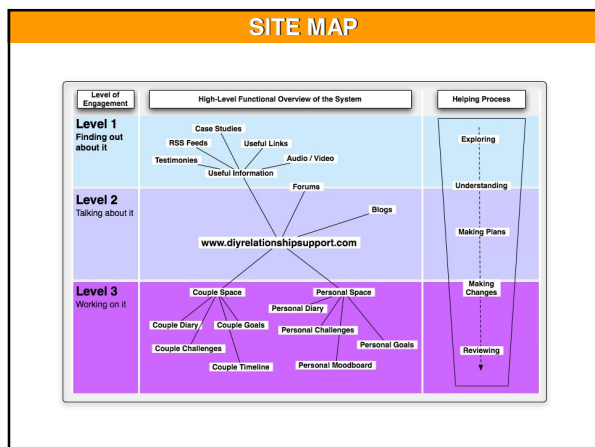 SITE MAP
Level of
Engagement
High-Level Functional Overview of the System
Helping Process
Level 1
Finding out
about it
Case Studies
RSS Feeds
Useful Links
Testimonies
Audio / Video
Useful Information
Exploring
Level 2
Talking about it
Forums
Blogs
www.diyrelationshipsupport.com
Understanding
Making Plans
Level 3
Working on it
Couple Space
Personal Space
Personal Diary
Couple Diary
Couple Goals
Personal Challenges
Couple Challenges
Personal Goals
Couple Timeline
Personal Moodboard
Making
Changes
Reviewing